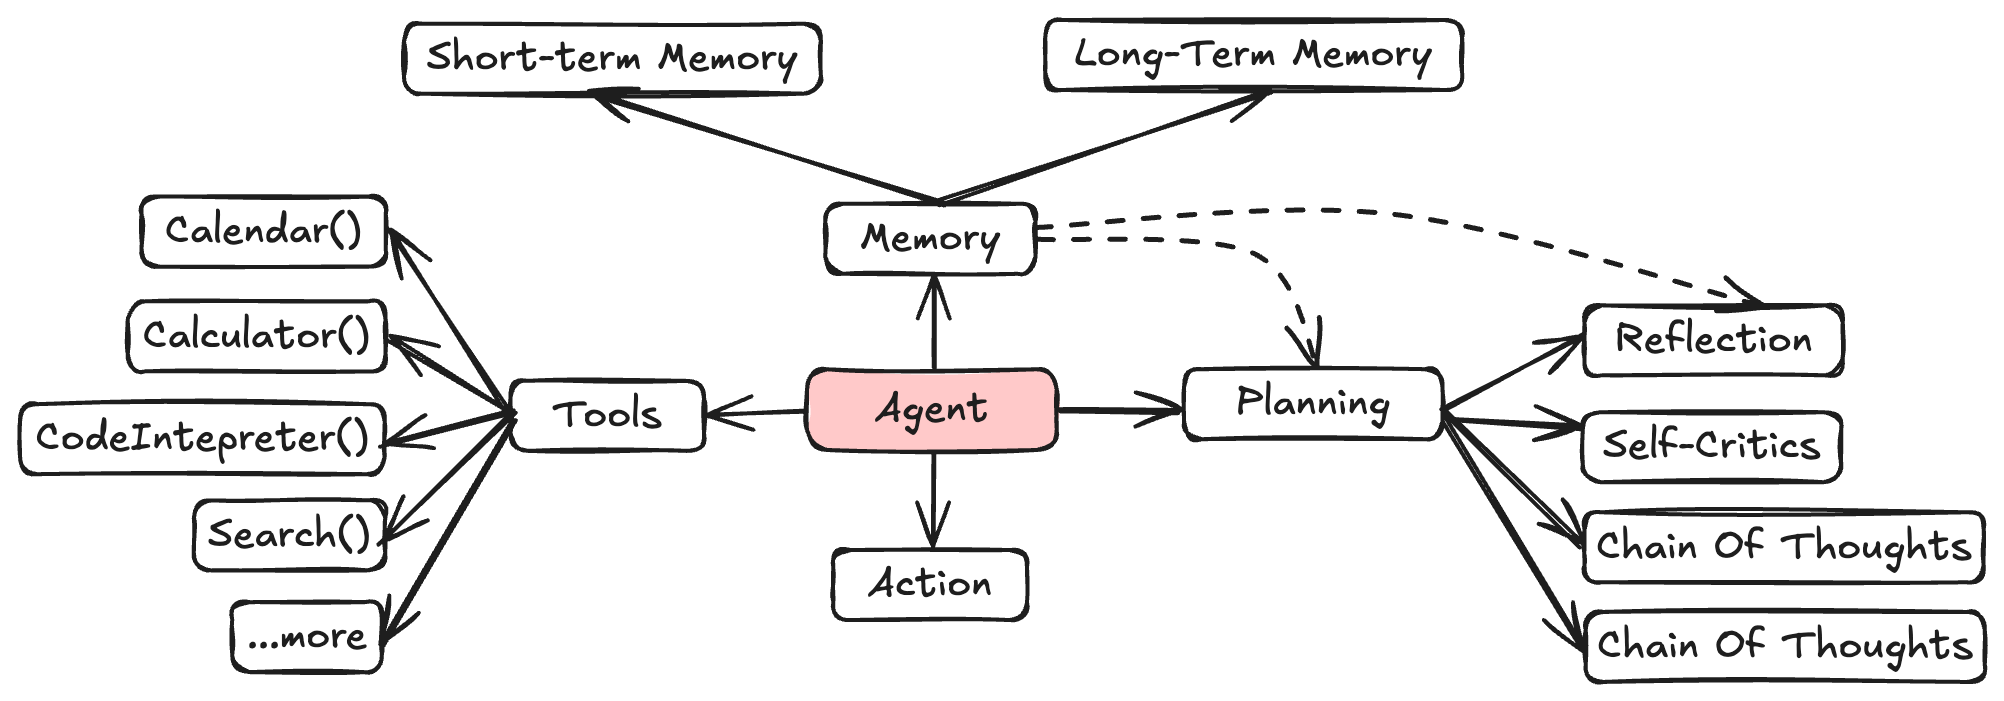 Short-term Memory
Long-Term Memory
Calendar()
Memory
Calculator()
Reflection
Tools
Agent
Planning
CodeIntepreter()
Self-Critics
Search()
Chain Of Thoughts
Action
...more
Chain Of Thoughts